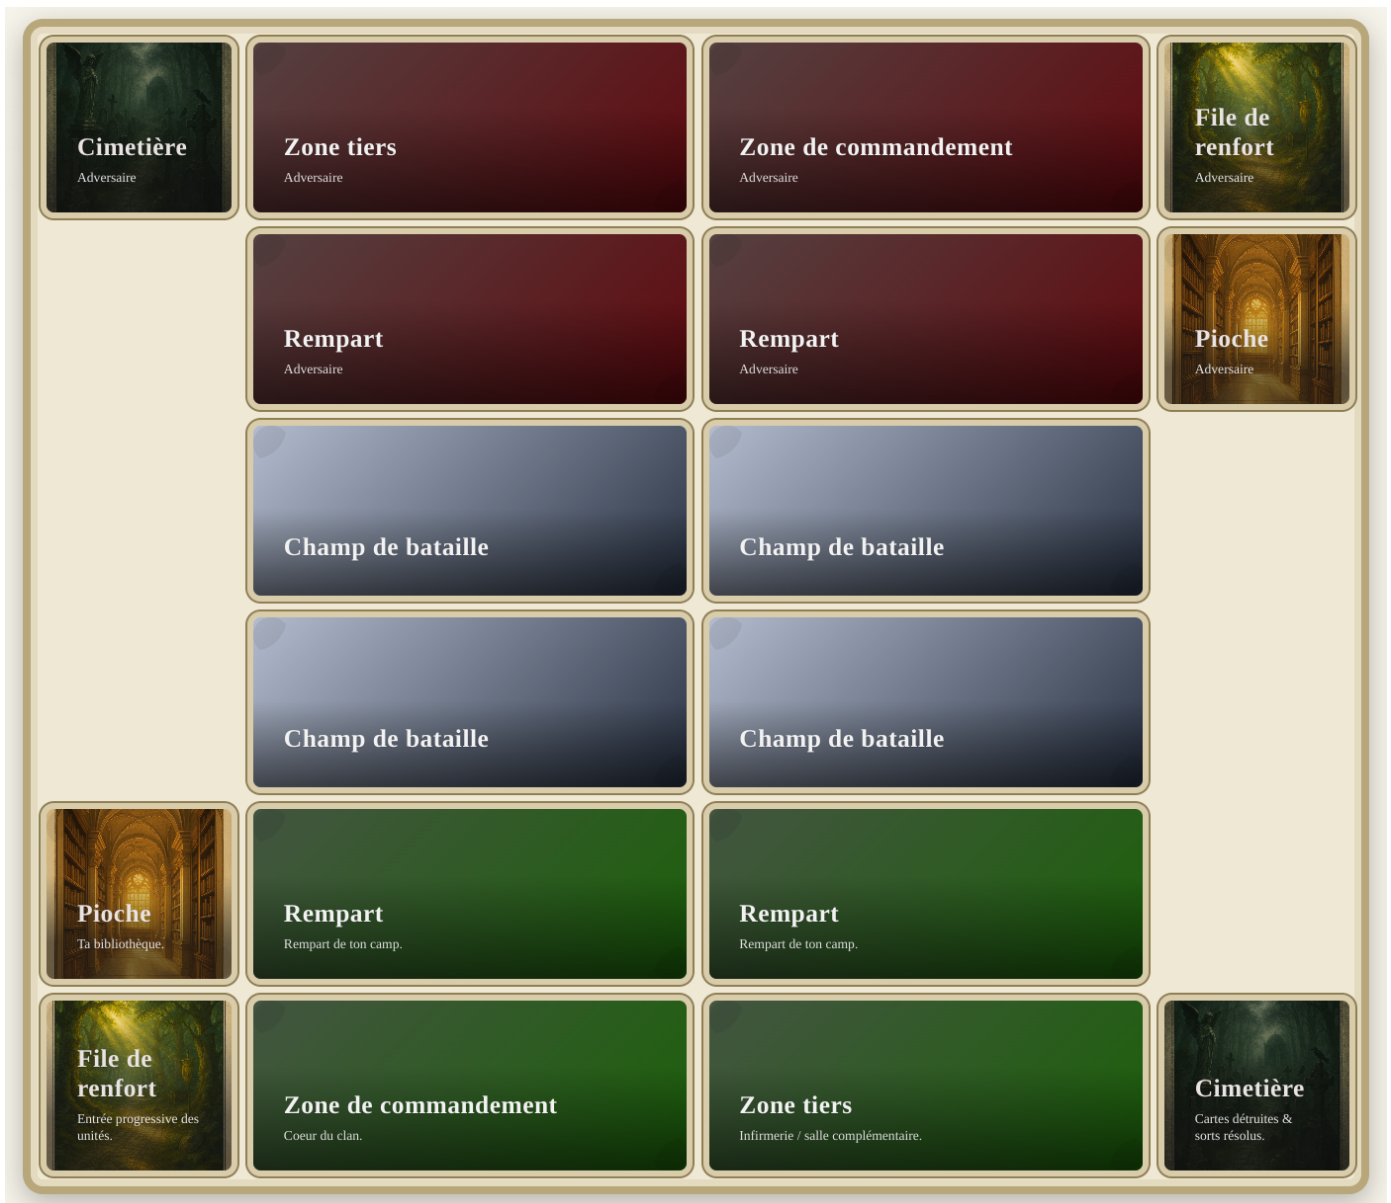 Cimetière
Adversaire
Zone tiers
Adversaire
Zone de commandement
Adversaire
File de
renfort
Adversaire
Rempart
Adversaire
Rempart
Adversaire
Pioche
Adversaire
Champ de bataille
Champ de bataille
Champ de bataille
Champ de bataille
Pioche
Ta bibliothèque.
Rempart
Rempart de ton camp.
Rempart
Rempart de ton camp.
File de
renfort
Entrée progressive des
unités.
Zone de commandement
Coeur du clan.
Zone tiers
Infirmerie / salle complémentaire.
Cimetière
Cartes détruites &
sorts résolus.